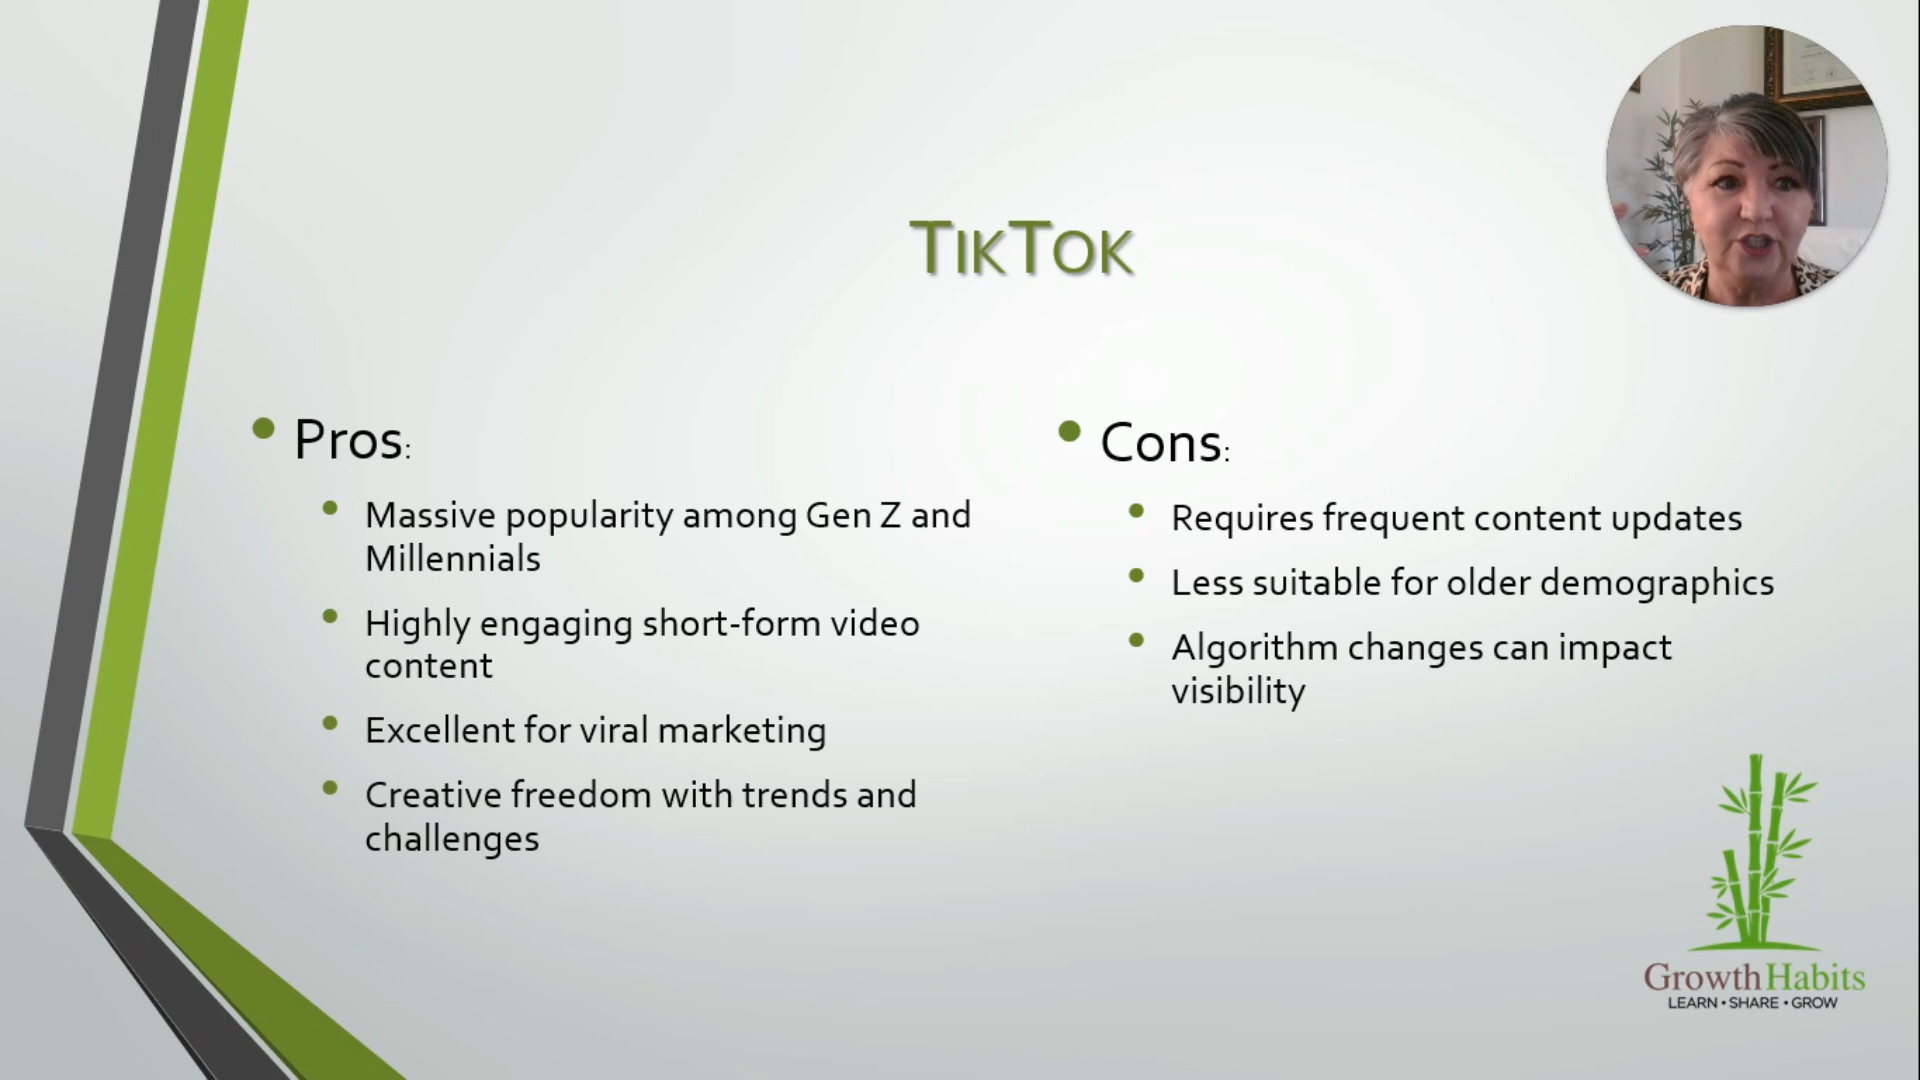 TikTok
Pros:
Massive popularity among Gen Z and
Millennials
Highly engaging short-form video
content
Excellent for viral marketing
Creative freedom with trends and
challenges
Cons:
Requires frequent content updates
Less suitable for older demographics
Algorithm changes can impact
visibility
GrowthHabits
LEARN • SHARE • GROW